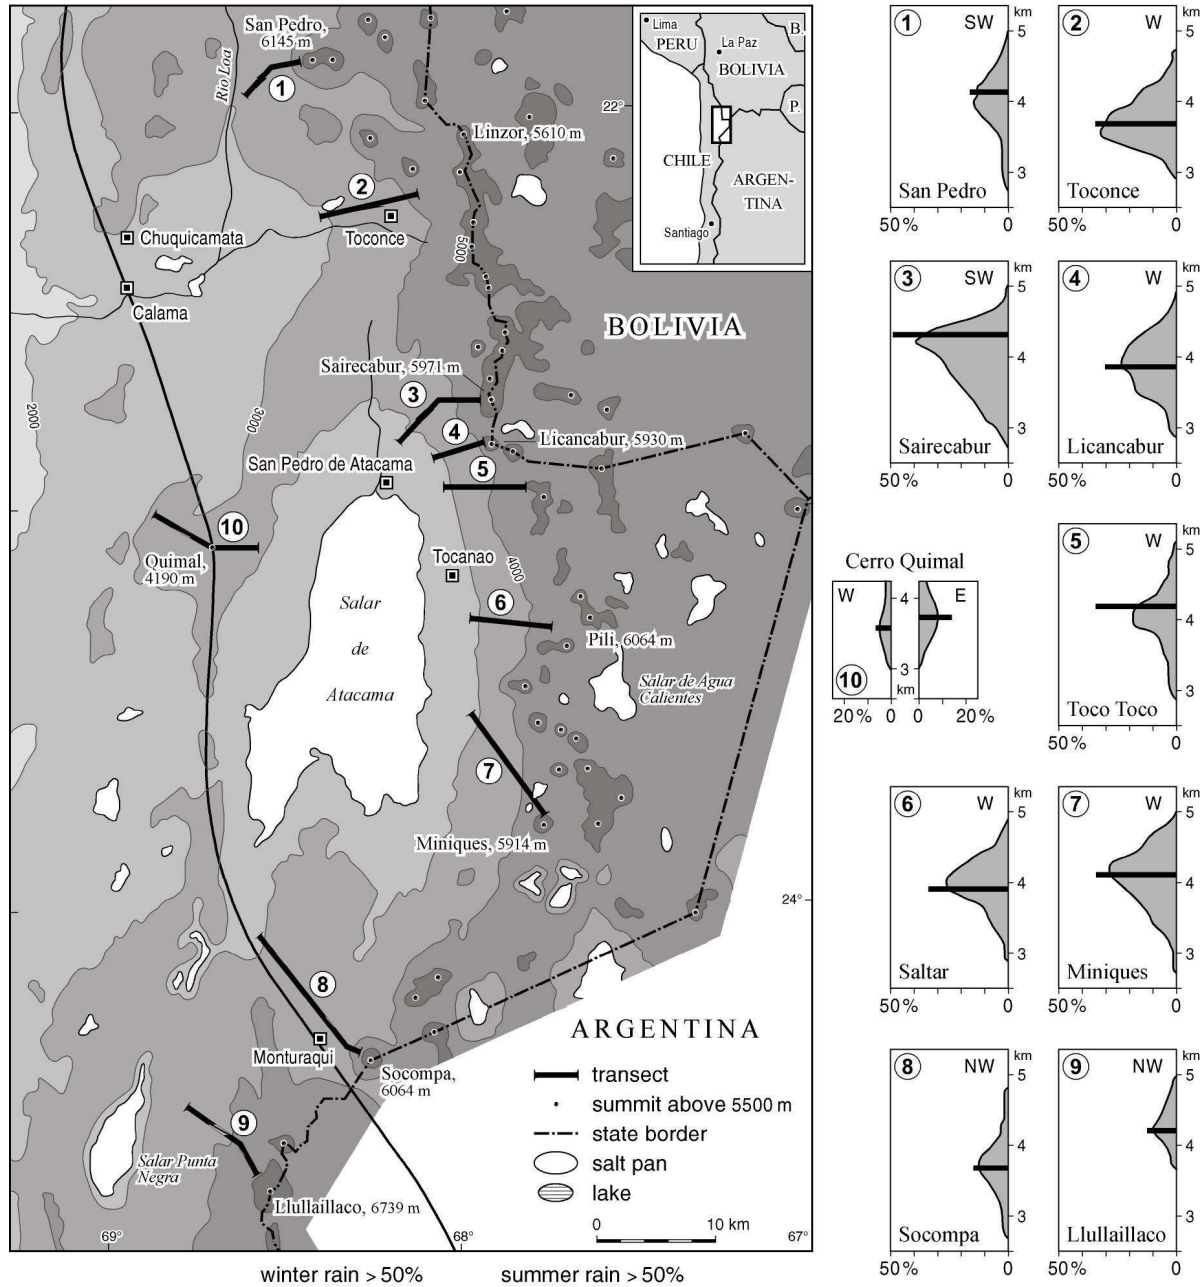 San Pedro,
6145 m
Rio Loa
1
22°
Linzor, 5610 m
2
Toconce
Chuquicamata
Calama
5000
BOLIVIA
Lima
PERU
La Paz
B.
BOLIVIA
P.
CHILE
ARGEN-
TINA
Santiago
2000
3000
Sairecabur, 5971 m
3
4
Licancabur, 5930 m
San Pedro de Atacama
5
10
Quimal,
4190 m
Tocanao
4000
6
Salar
de
Atacama
Pili, 6064 m
Salar de Agua
Calientes
7
Miniques, 5914 m
24°
8
Monturaqui
Socompa,
6064 m
9
Salar Punta
Negra
Llullaillaco, 6739 m
ARGENTINA
transect
summit above 5500 m
state border
salt pan
lake
0 10 km
69° 68° 67°
winter rain > 50% summer rain > 50%
1 SW km
5
4
3
San Pedro
50 % 0
2 W km
5
4
3
Toconce
50 % 0
3 SW km
5
4
3
Sairecabur
50 % 0
4 W km
5
4
3
Licancabur
50 % 0
Cerro Quimal
W 4 E
3
10 km
20 % 0 0 20 %
5 W km
5
4
3
Toco Toco
50 % 0
6 W km
5
4
3
Saltar
50 % 0
7 W km
5
4
3
Miniques
50 % 0
8 NW km
5
4
3
Socompa
50 % 0
9 NW km
5
4
3
Llullaillaco
50 % 0